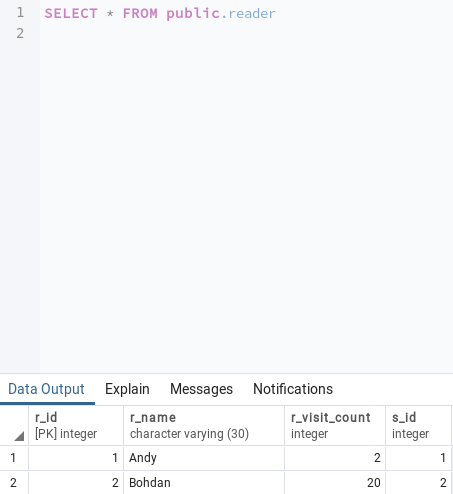 1 SELECT * FROM public.reader
2
Data Output Explain Messages Notifications
r_id r_name r_visit_count s_id
[PK] integer character varying (30) integer integer
1 1 Andy 2 1
2 2 Bohdan 20 2